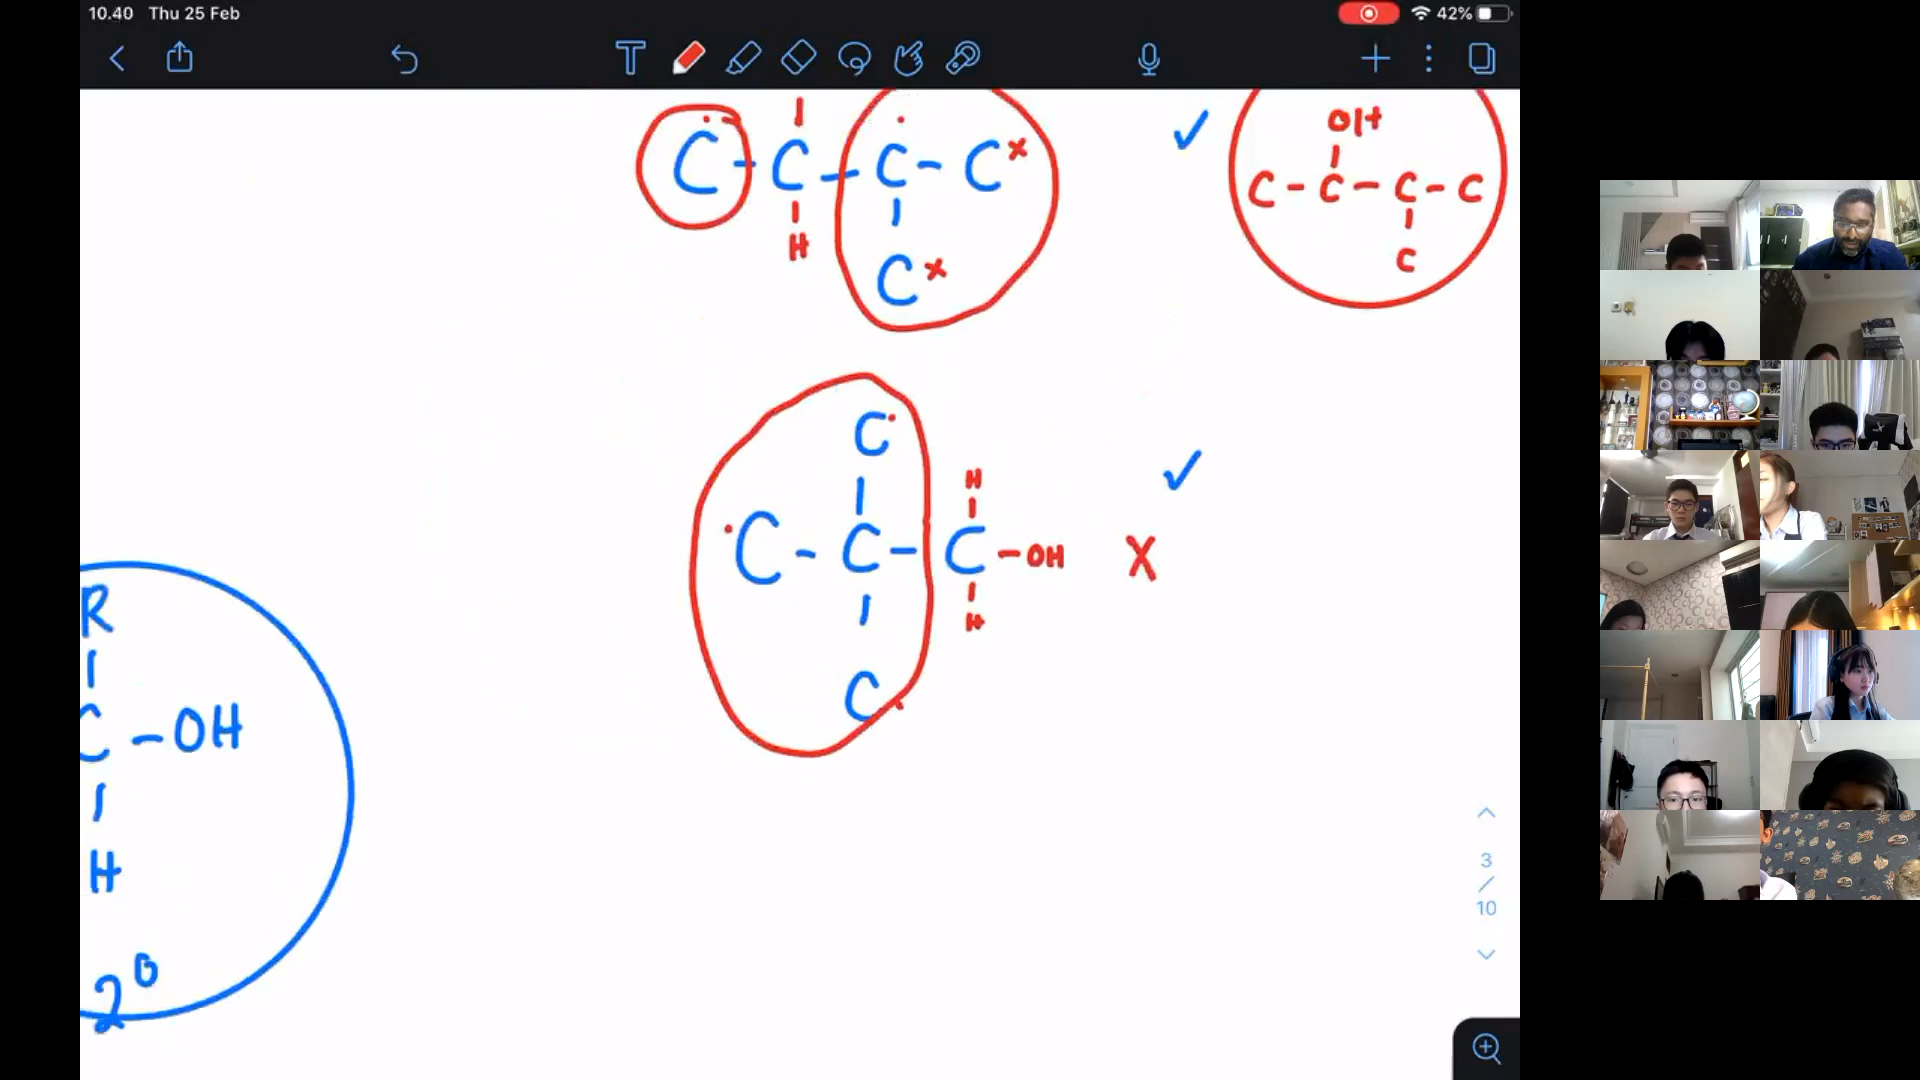 10.40 Thu 25 Feb
42%
T
C - C - C - C x
H
C x
OH
C - C - C - C
C
✓
C
C - C - C - OH
H
H
C
✓
X
R
C - OH
H
2°
3
/
10